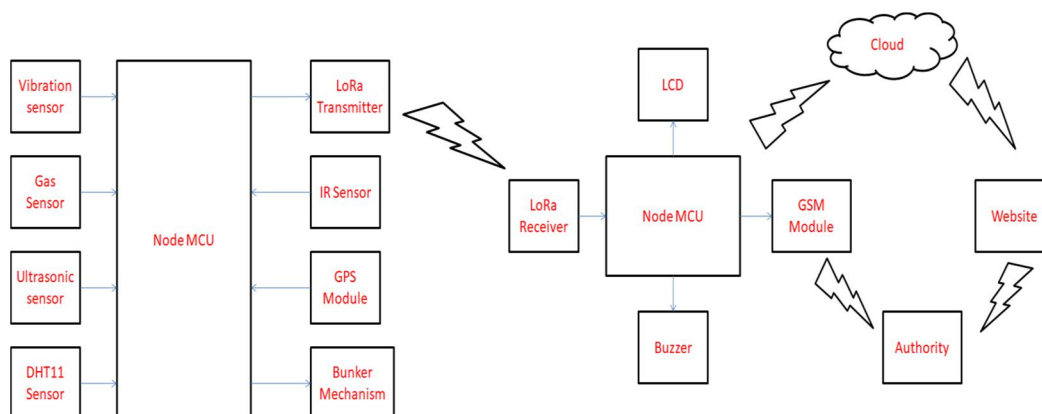 Vibration
sensor
Gas
Sensor
Ultrasonic
sensor
DHT11
Sensor
Node MCU
LoRa
Transmitter
IR Sensor
GPS
Module
Bunker
Mechanism
LoRa
Receiver
LCD
Node MCU
Buzzer
GSM
Module
Cloud
Website
Authority